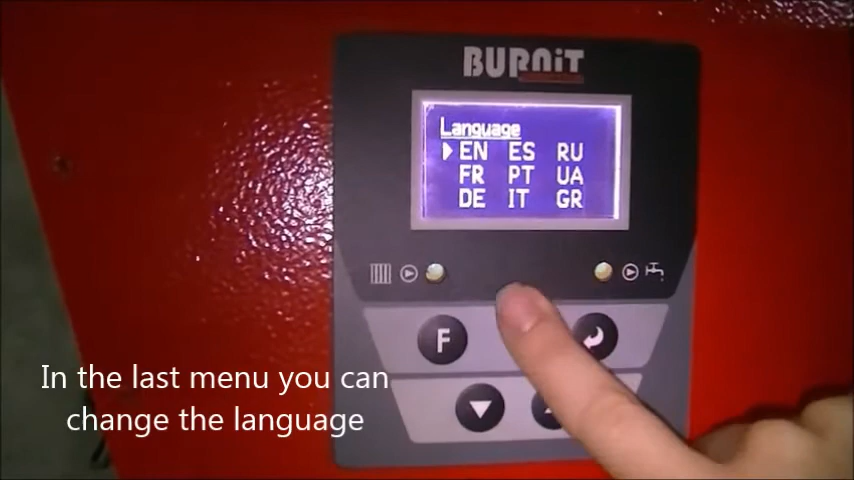 BURNiT
Language
EN ES RU
FR PT UA
DE IT GR
F
In the last menu you can
change the language